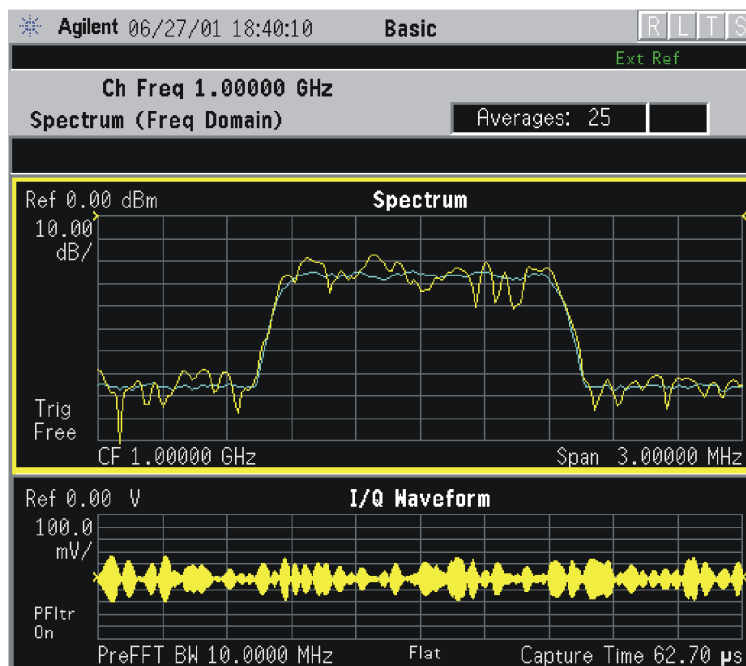 Agilent 06/27/01 18:40:10 Basic R L T S
Ext Ref
Ch Freq 1.00000 GHz
Spectrum (Freq Domain) Averages: 25
Ref 0.00 dBm Spectrum
10.00
dB/
Trig
Free
CF 1.00000 GHz Span 3.00000 MHz
Ref 0.00 V I/Q Waveform
100.0
mV/
PFltr
On
PreFFT BW 10.0000 MHz Flat Capture Time 62.70 µs